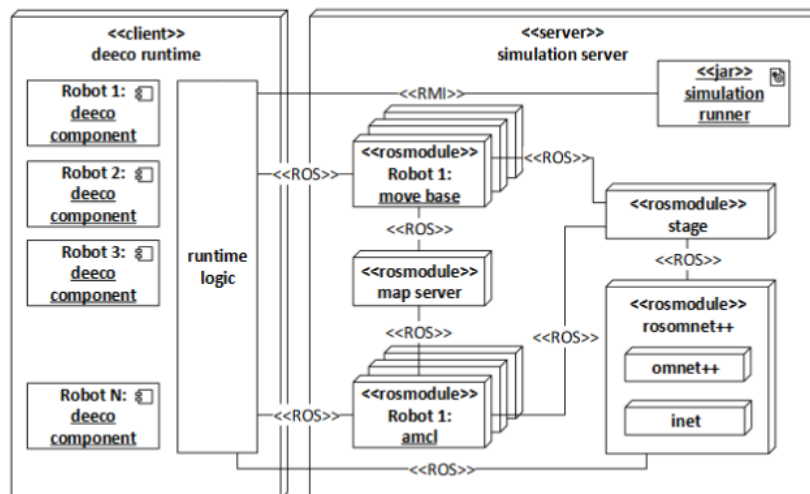 <<client>>
deeco runtime
Robot 1:
deeco
component
Robot 2:
deeco
component
Robot 3:
deeco
component
Robot N:
deeco
component
runtime
logic
<<server>>
simulation server
<<RMI>>
<<jar>>
simulation
runner
<<ROS>>
<<rosmodule>>
Robot 1:
move base
<<ROS>>
<<ROS>>
<<rosmodule>>
map server
<<ROS>>
<<rosmodule>>
stage
<<ROS>>
<<ROS>>
<<rosmodule>>
rosomnet++
omnet++
inet
<<ROS>>
<<rosmodule>>
Robot 1:
amcl
<<ROS>>